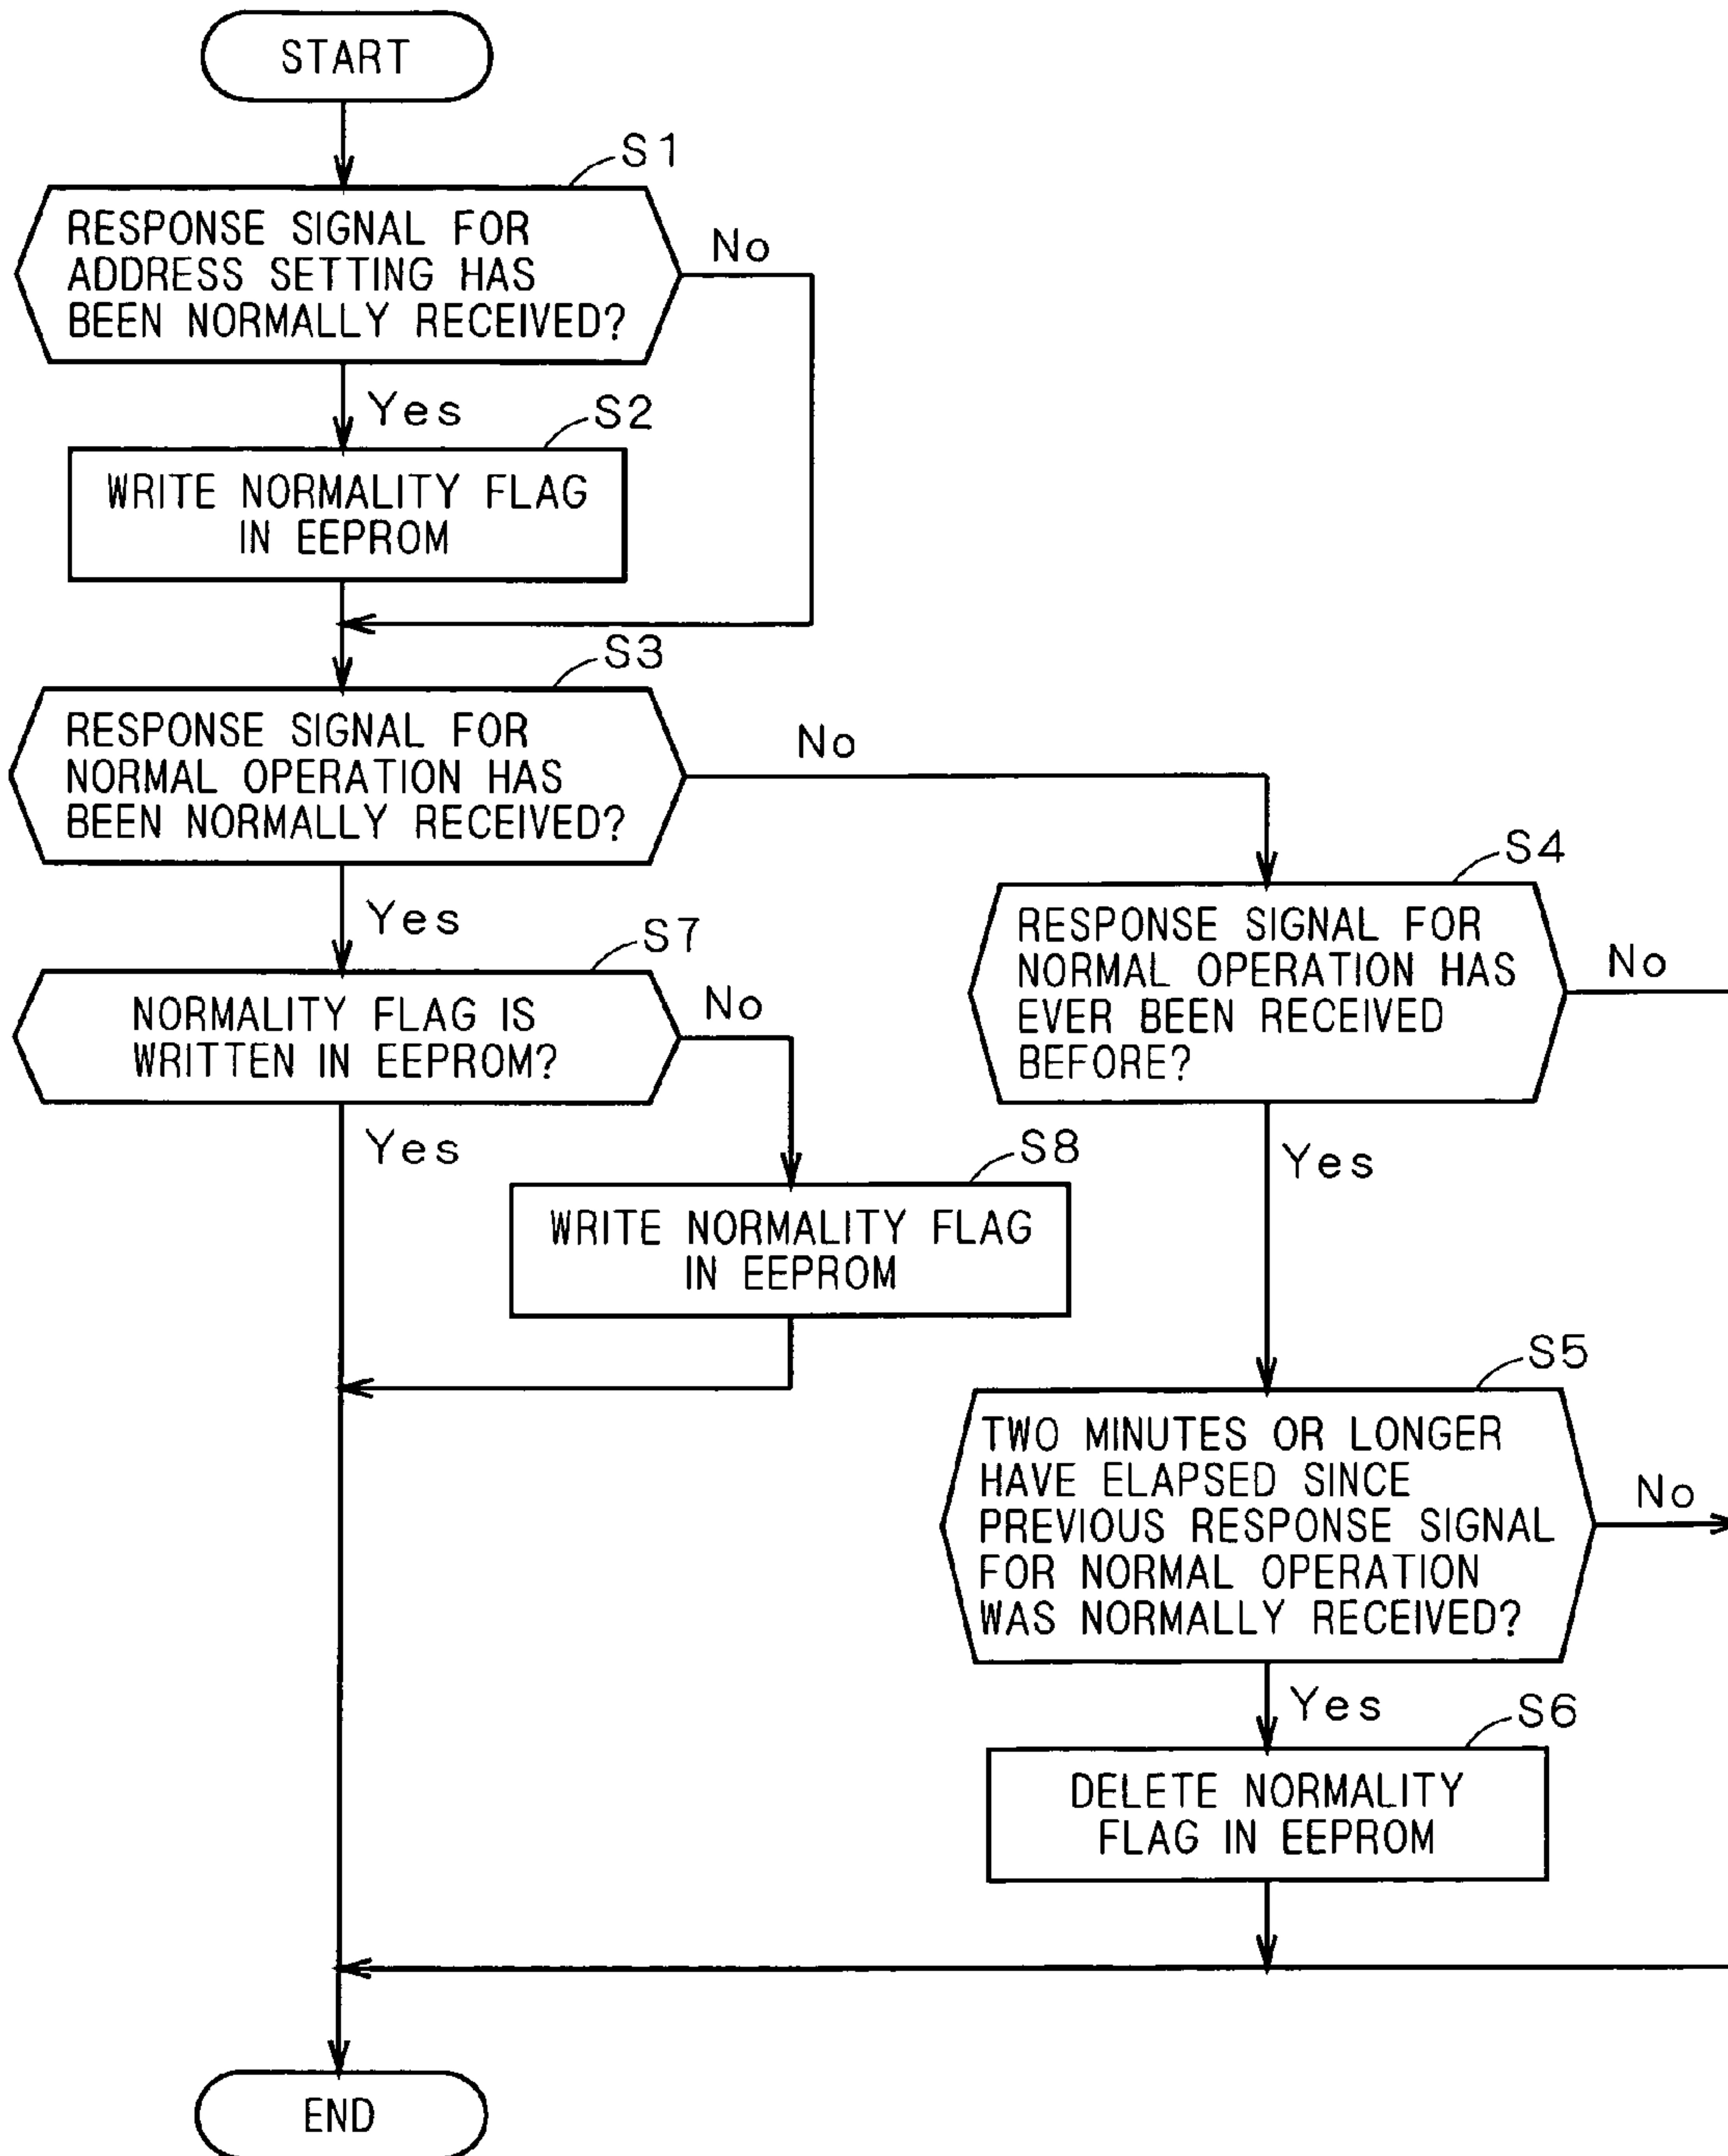 START
S1
RESPONSE SIGNAL FOR
ADDRESS SETTING HAS
BEEN NORMALLY RECEIVED?
No
Yes
S2
WRITE NORMALITY FLAG
IN EEPROM
S3
RESPONSE SIGNAL FOR
NORMAL OPERATION HAS
BEEN NORMALLY RECEIVED?
No
Yes
S4
RESPONSE SIGNAL FOR
NORMAL OPERATION HAS
EVER BEEN RECEIVED
BEFORE?
No
Yes
S7
NORMALITY FLAG IS
WRITTEN IN EEPROM?
No
Yes
S8
WRITE NORMALITY FLAG
IN EEPROM
S5
TWO MINUTES OR LONGER
HAVE ELAPSED SINCE
PREVIOUS RESPONSE SIGNAL
FOR NORMAL OPERATION
WAS NORMALLY RECEIVED?
No
Yes
S6
DELETE NORMALITY
FLAG IN EEPROM
END